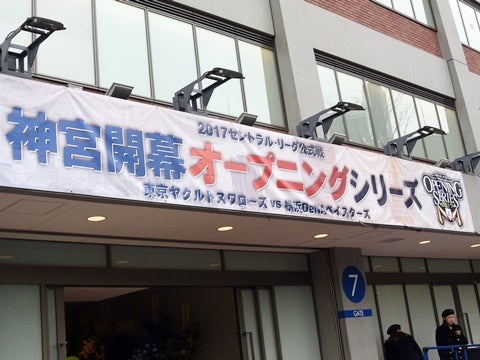 2017セントラル・リーグ公式戦
神宮開幕オープニングシリーズ
東京ヤクルトスワローズ vs 横浜DeNAベイスターズ
OPENING
SERIES
7
GATE